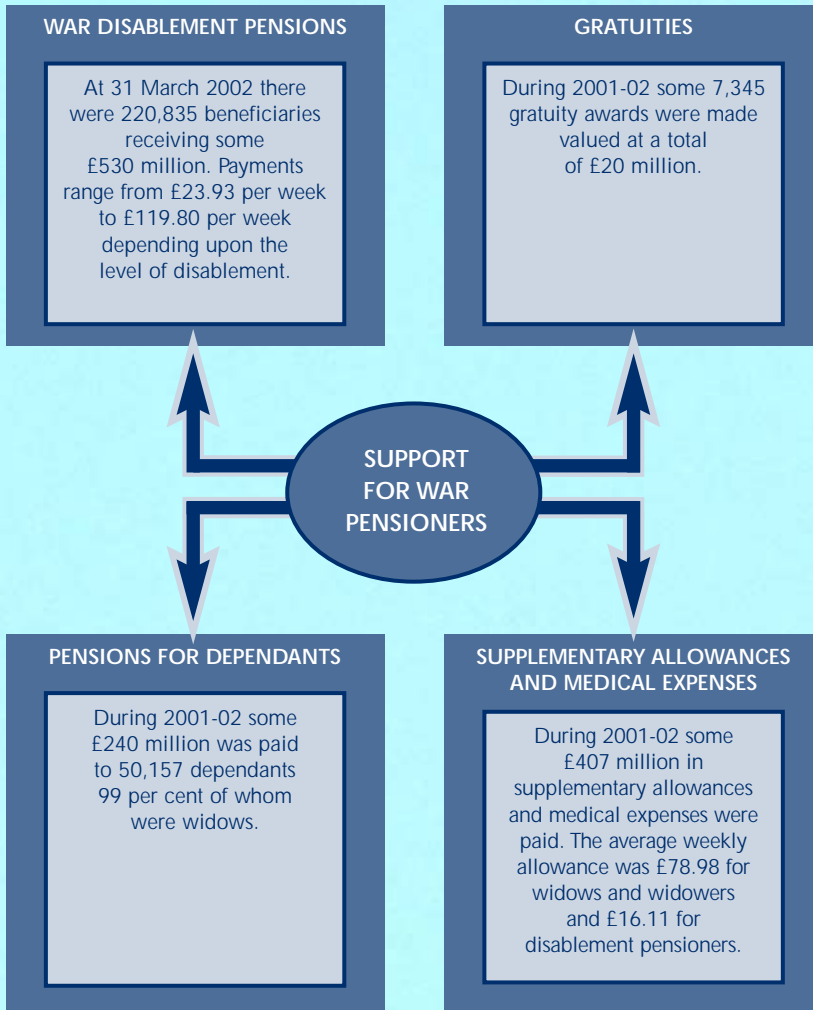 WAR DISABLEMENT PENSIONS
At 31 March 2002 there
were 220,835 beneficiaries
receiving some
£530 million. Payments
range from £23.93 per week
to £119.80 per week
depending upon the
level of disablement.
GRATUITIES
During 2001-02 some 7,345
gratuity awards were made
valued at a total
of £20 million.
SUPPORT
FOR WAR
PENSIONERS
PENSIONS FOR DEPENDANTS
During 2001-02 some
£240 million was paid
to 50,157 dependants
99 per cent of whom
were widows.
SUPPLEMENTARY ALLOWANCES
AND MEDICAL EXPENSES
During 2001-02 some
£407 million in
supplementary allowances
and medical expenses were
paid. The average weekly
allowance was £78.98 for
widows and widowers
and £16.11 for
disablement pensioners.